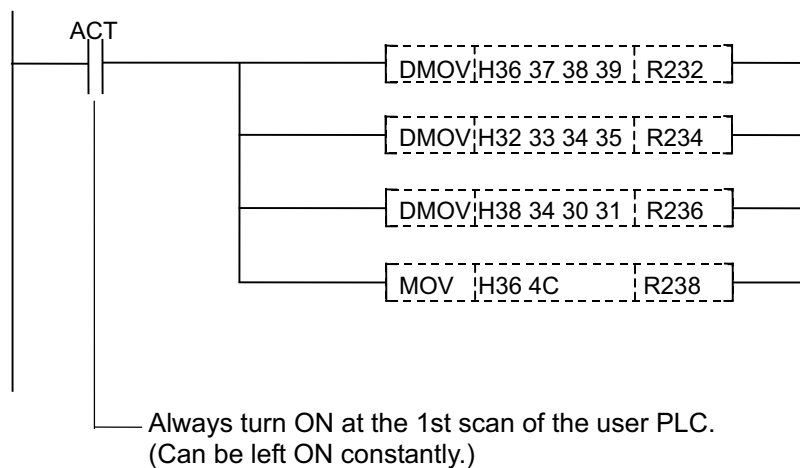 ACT
DMOV H36 37 38 39 R232
DMOV H32 33 34 35 R234
DMOV H38 34 30 31 R236
MOV H36 4C R238
Always turn ON at the 1st scan of the user PLC.
(Can be left ON constantly.)